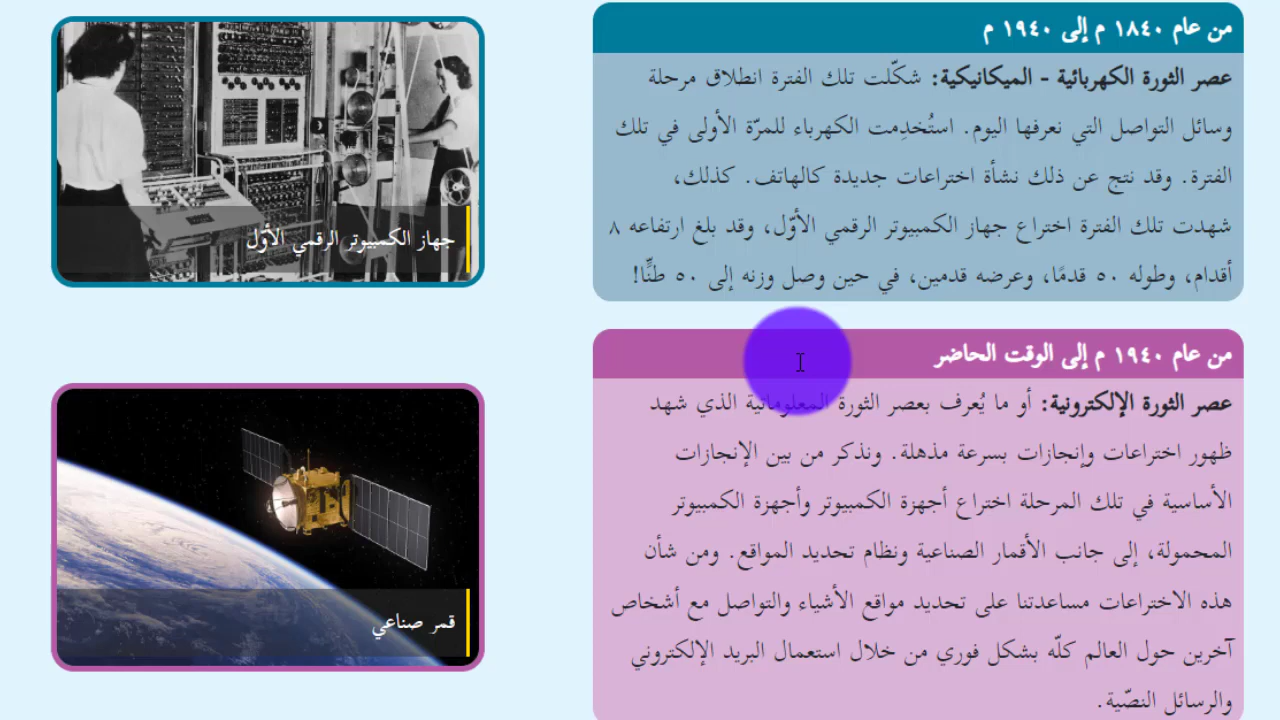 من عام ١٨٤٠ م إلى ١٩٤٠ م
عصر الثورة الكهربائية - الميكانيكية: شكّلت تلك الفترة انطلاق مرحلة
وسائل التواصل التي نعرفها اليوم. استُخدِمت الكهرباء للمرّة الأولى في تلك
الفترة. وقد نتج عن ذلك نشأة اختراعات جديدة كالهاتف. كذلك،
شهدت تلك الفترة اختراع جهاز الكمبيوتر الرقمي الأوّل، وقد بلغ ارتفاعه ٨
أقدام، وطوله ٥٠ قدمًا، وعرضه قدمين، في حين وصل وزنه إلى ٥٠ طنًّا!
جهاز الكمبيوتر الرقمي الأوّل
من عام ١٩٤٠ م إلى الوقت الحاضر
عصر الثورة الإلكترونية: أو ما يُعرف بعصر الثورة المعلوماتية الذي شهد
ظهور اختراعات وإنجازات بسرعة مذهلة. ونذكر من بين الإنجازات
الأساسية في تلك المرحلة اختراع أجهزة الكمبيوتر وأجهزة الكمبيوتر
المحمولة، إلى جانب الأقمار الصناعية ونظام تحديد المواقع. ومن شأن
هذه الاختراعات مساعدتنا على تحديد مواقع الأشياء والتواصل مع أشخاص
آخرين حول العالم كلّه بشكل فوري من خلال استعمال البريد الإلكتروني
والرسائل النصّية.
قمر صناعي